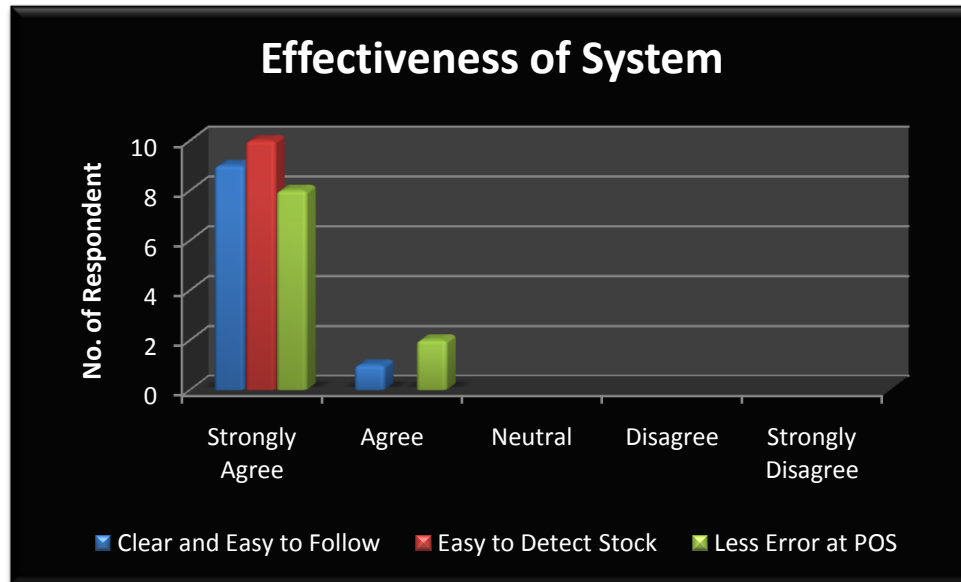 Effectiveness of System
No. of Respondent
10
8
6
4
2
0
Strongly
Agree
Agree
Neutral
Disagree
Strongly
Disagree
Clear and Easy to Follow
Easy to Detect Stock
Less Error at POS